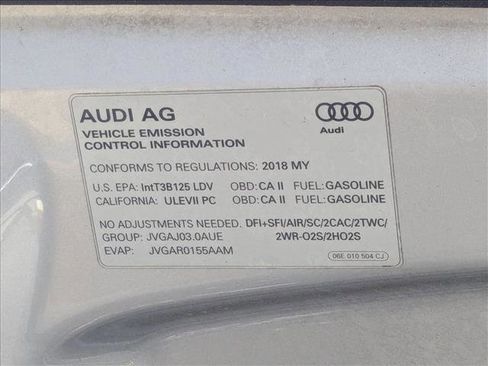 AUDI AG
Audi
VEHICLE EMISSION
CONTROL INFORMATION
CONFORMS TO REGULATIONS: 2018 MY
U.S. EPA: IntT3B125 LDV OBD: CA II FUEL: GASOLINE
CALIFORNIA: ULEVII PC OBD: CA II FUEL: GASOLINE
NO ADJUSTMENTS NEEDED. DFI+SFI/AIR/SC/2CAC/2TWC/
GROUP: JVGAJ03.0AUE 2WR-O2S/2HO2S
EVAP: JVGAR0155AAM
06E 010 504 CJ